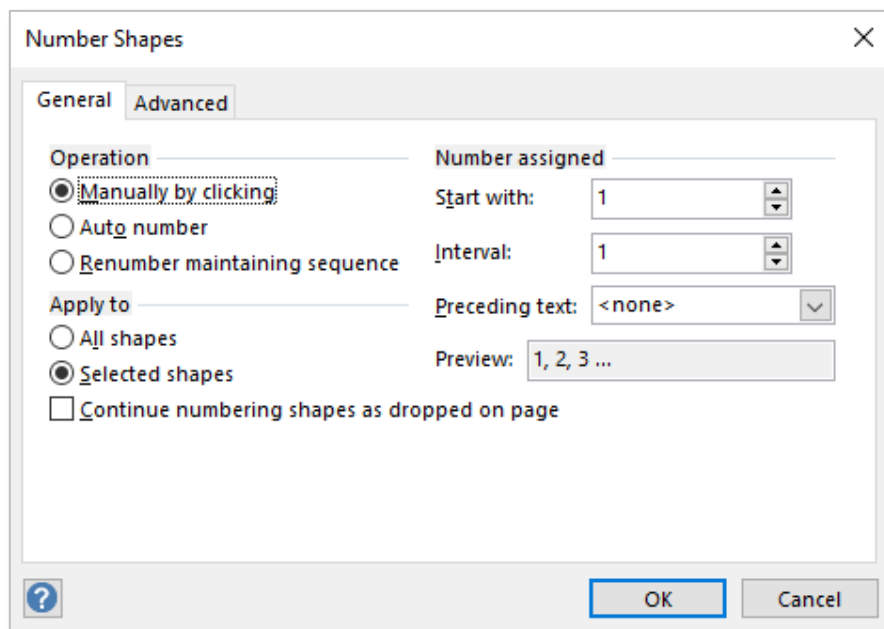 Number Shapes
General
Advanced
Operation
Manually by clicking
Auto number
Renumber maintaining sequence
Apply to
All shapes
Selected shapes
Continue numbering shapes as dropped on page
Number assigned
Start with: 1
Interval: 1
Preceding text: <none>
Preview: 1, 2, 3 ...
?
OK
Cancel